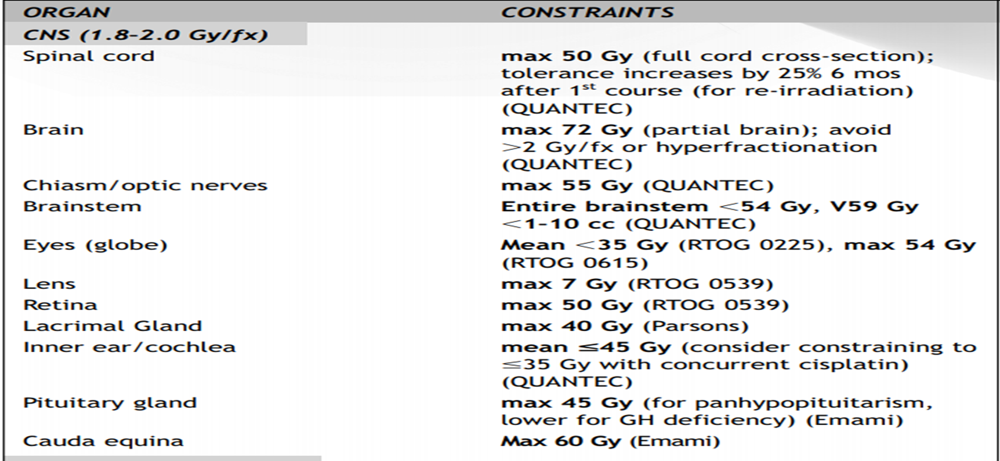 ORGAN CONSTRAINTS
CNS (1.8-2.0 Gy/fx)
Spinal cord max 50 Gy (full cord cross-section);
tolerance increases by 25% 6 mos
after 1st course (for re-irradiation)
(QUANTEC)
Brain max 72 Gy (partial brain); avoid
>2 Gy/fx or hyperfractionation
(QUANTEC)
Chiasm/optic nerves max 55 Gy (QUANTEC)
Brainstem Entire brainstem <54 Gy, V59 Gy
<1-10 cc (QUANTEC)
Eyes (globe) Mean <35 Gy (RTOG 0225), max 54 Gy
(RTOG 0615)
Lens max 7 Gy (RTOG 0539)
Retina max 50 Gy (RTOG 0539)
Lacrimal Gland max 40 Gy (Parsons)
Inner ear/cochlea mean ≤45 Gy (consider constraining to
≤35 Gy with concurrent cisplatin)
(QUANTEC)
Pituitary gland max 45 Gy (for panhypopituitarism,
lower for GH deficiency) (Emami)
Cauda equina Max 60 Gy (Emami)